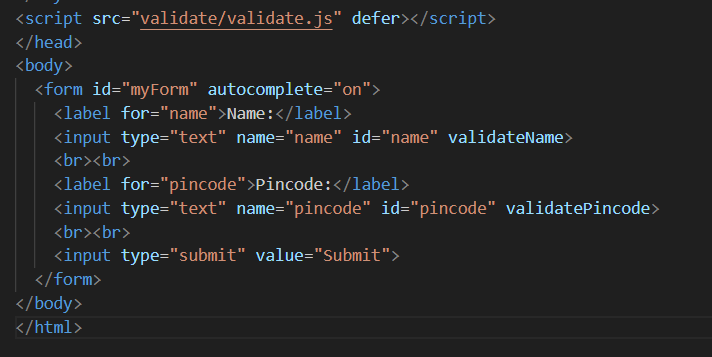 <script src="validate/validate.js" defer></script>
</head>
<body>
<form id="myForm" autocomplete="on">
<label for="name">Name:</label>
<input type="text" name="name" id="name" validateName>
<br><br>
<label for="pincode">Pincode:</label>
<input type="text" name="pincode" id="pincode" validatePincode>
<br><br>
<input type="submit" value="Submit">
</form>
</body>
</html>